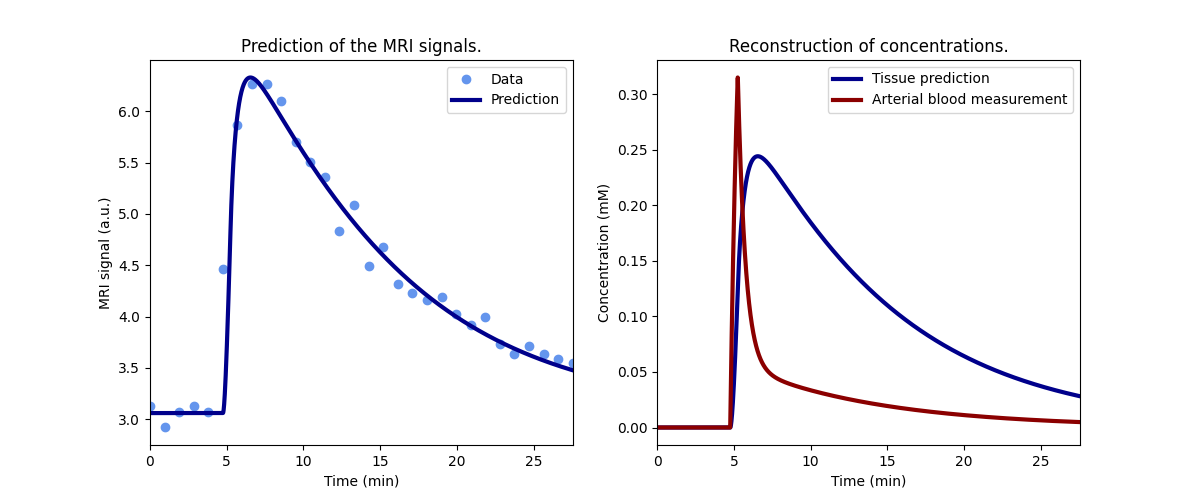 Prediction of the MRI signals.
Data
Prediction
MRI signal (a.u.)
6.0
5.5
5.0
4.5
4.0
3.5
3.0
0 5 10 15 20 25
Time (min)
Reconstruction of concentrations.
Tissue prediction
Arterial blood measurement
Concentration (mM)
0.30
0.25
0.20
0.15
0.10
0.05
0.00
0 5 10 15 20 25
Time (min)